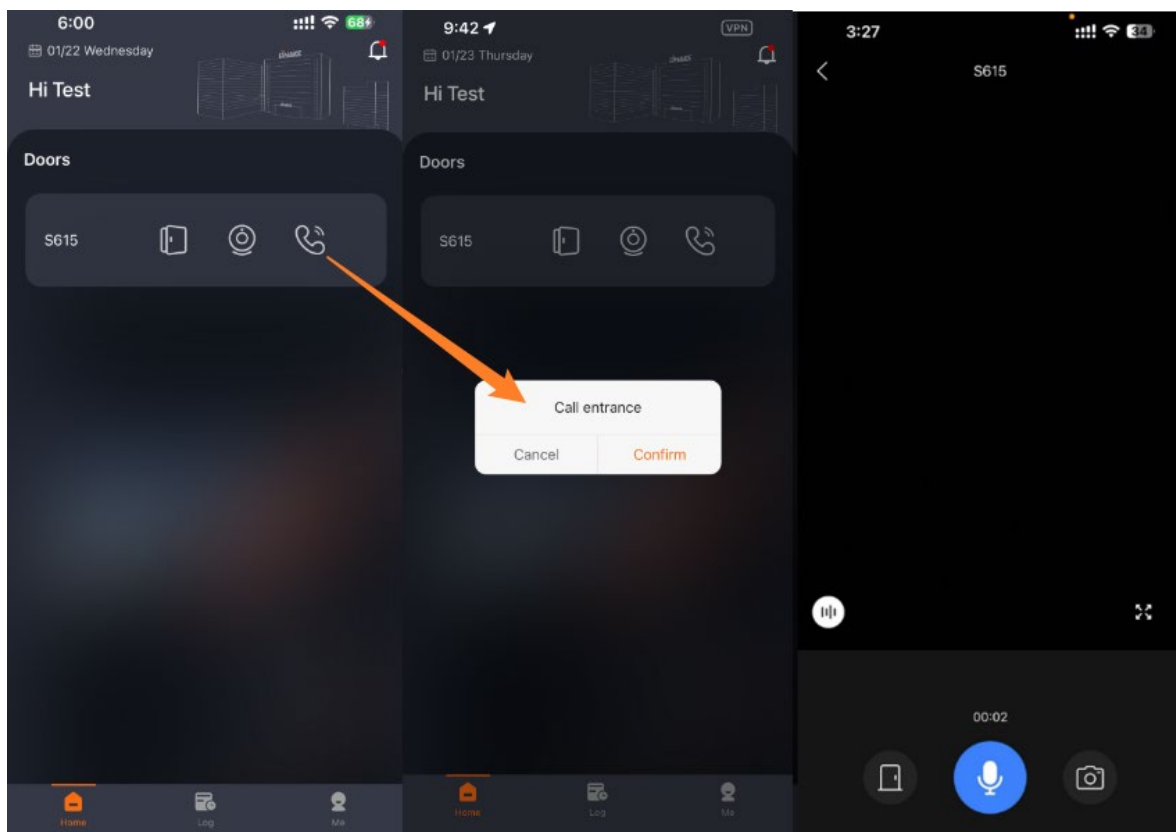 6:00
68
01/22 Wednesday
Hi Test
Doors
S615
Home
Log
Me
9:42
VPN
01/23 Thursday
Hi Test
Doors
S615
Call entrance
Cancel
Confirm
Home
Log
Me
3:27
34
S615
00:02